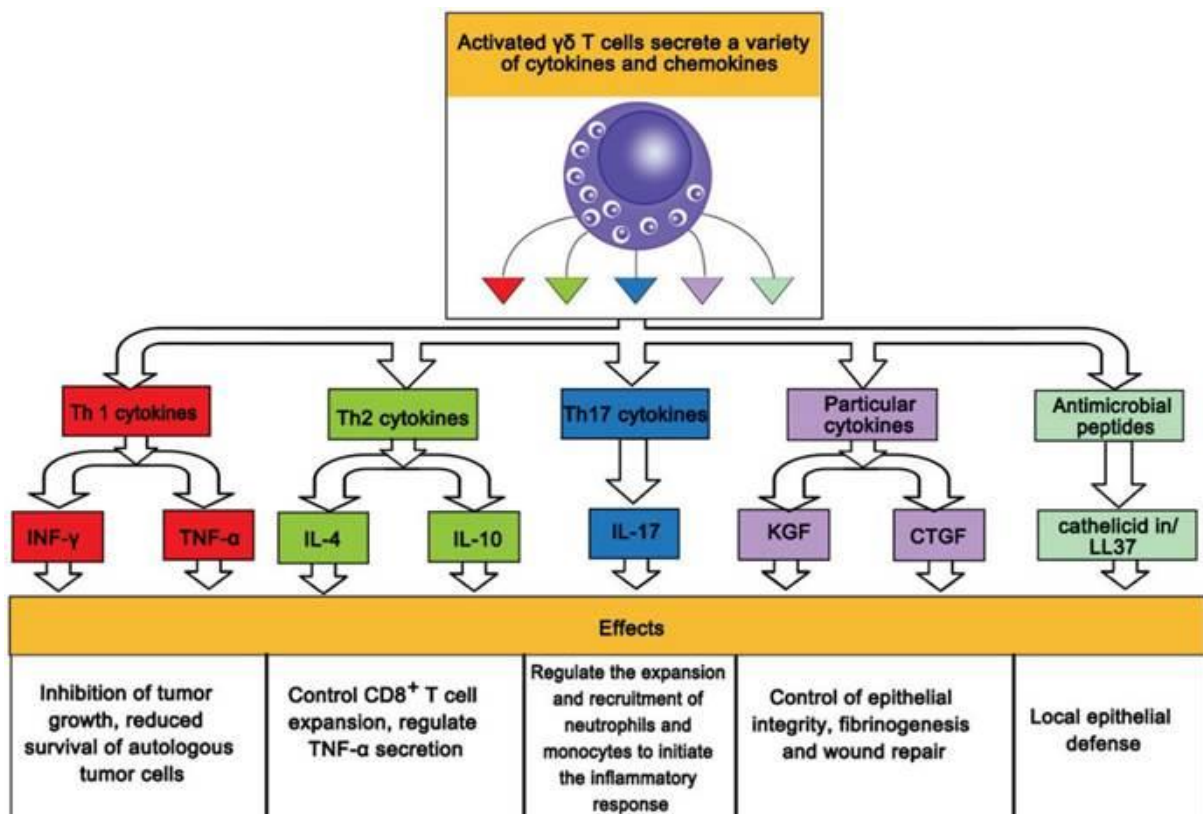 Activated γδ T cells secrete a variety
of cytokines and chemokines
Th 1 cytokines
Th2 cytokines
Th17 cytokines
Particular
cytokines
Antimicrobial
peptides
INF-γ
TNF-α
IL-4
IL-10
IL-17
KGF
CTGF
cathelicid in/
LL37
Effects
Inhibition of tumor
growth, reduced
survival of autologous
tumor cells
Control CD8⁺ T cell
expansion, regulate
TNF-α secretion
Regulate the expansion
and recruitment of
neutrophils and
monocytes to initiate
the inflammatory
response
Control of epithelial
integrity, fibrinogenesis
and wound repair
Local epithelial
defense